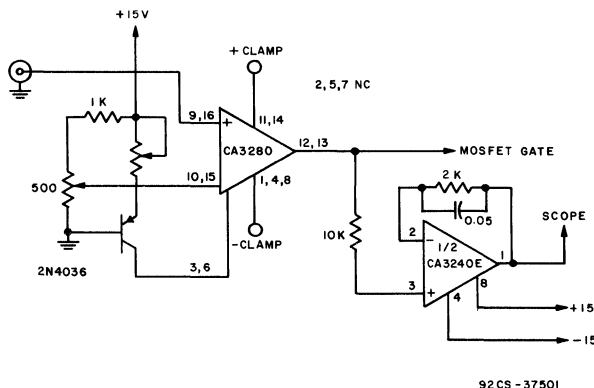 +15V
+ CLAMP
2,5,7 NC
1 K
9,16
11,14
+
CA3280
12,13
MOSFET GATE
500
10,15
1,4,8
2 K
0.05
SCOPE
10K
2
-
1/2
CA3240E
1
-CLAMP
2N4036
3,6
3
+
4
8
+15
-15
92CS-37501